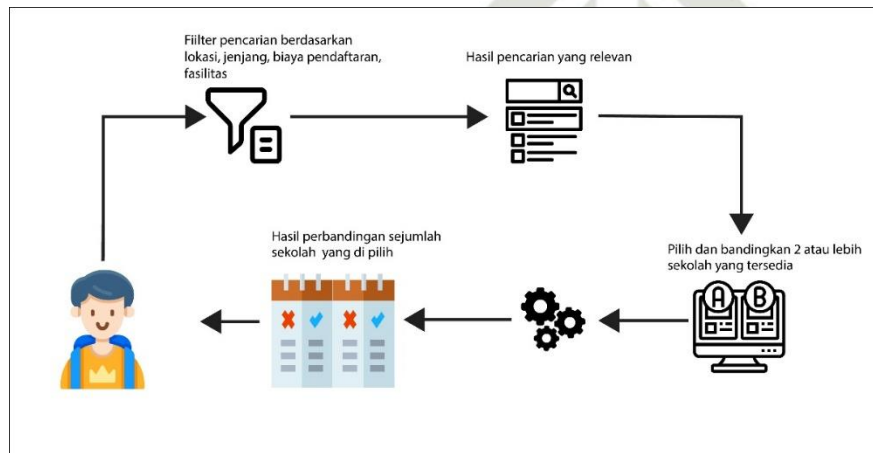 Fiilter pencarian berdasarkan
lokasi, jenjang, biaya pendaftaran,
fasilitas
Hasil pencarian yang relevan
Hasil perbandingan sejumlah
sekolah yang di pilih
Pilih dan bandingkan 2 atau lebih
sekolah yang tersedia
A B